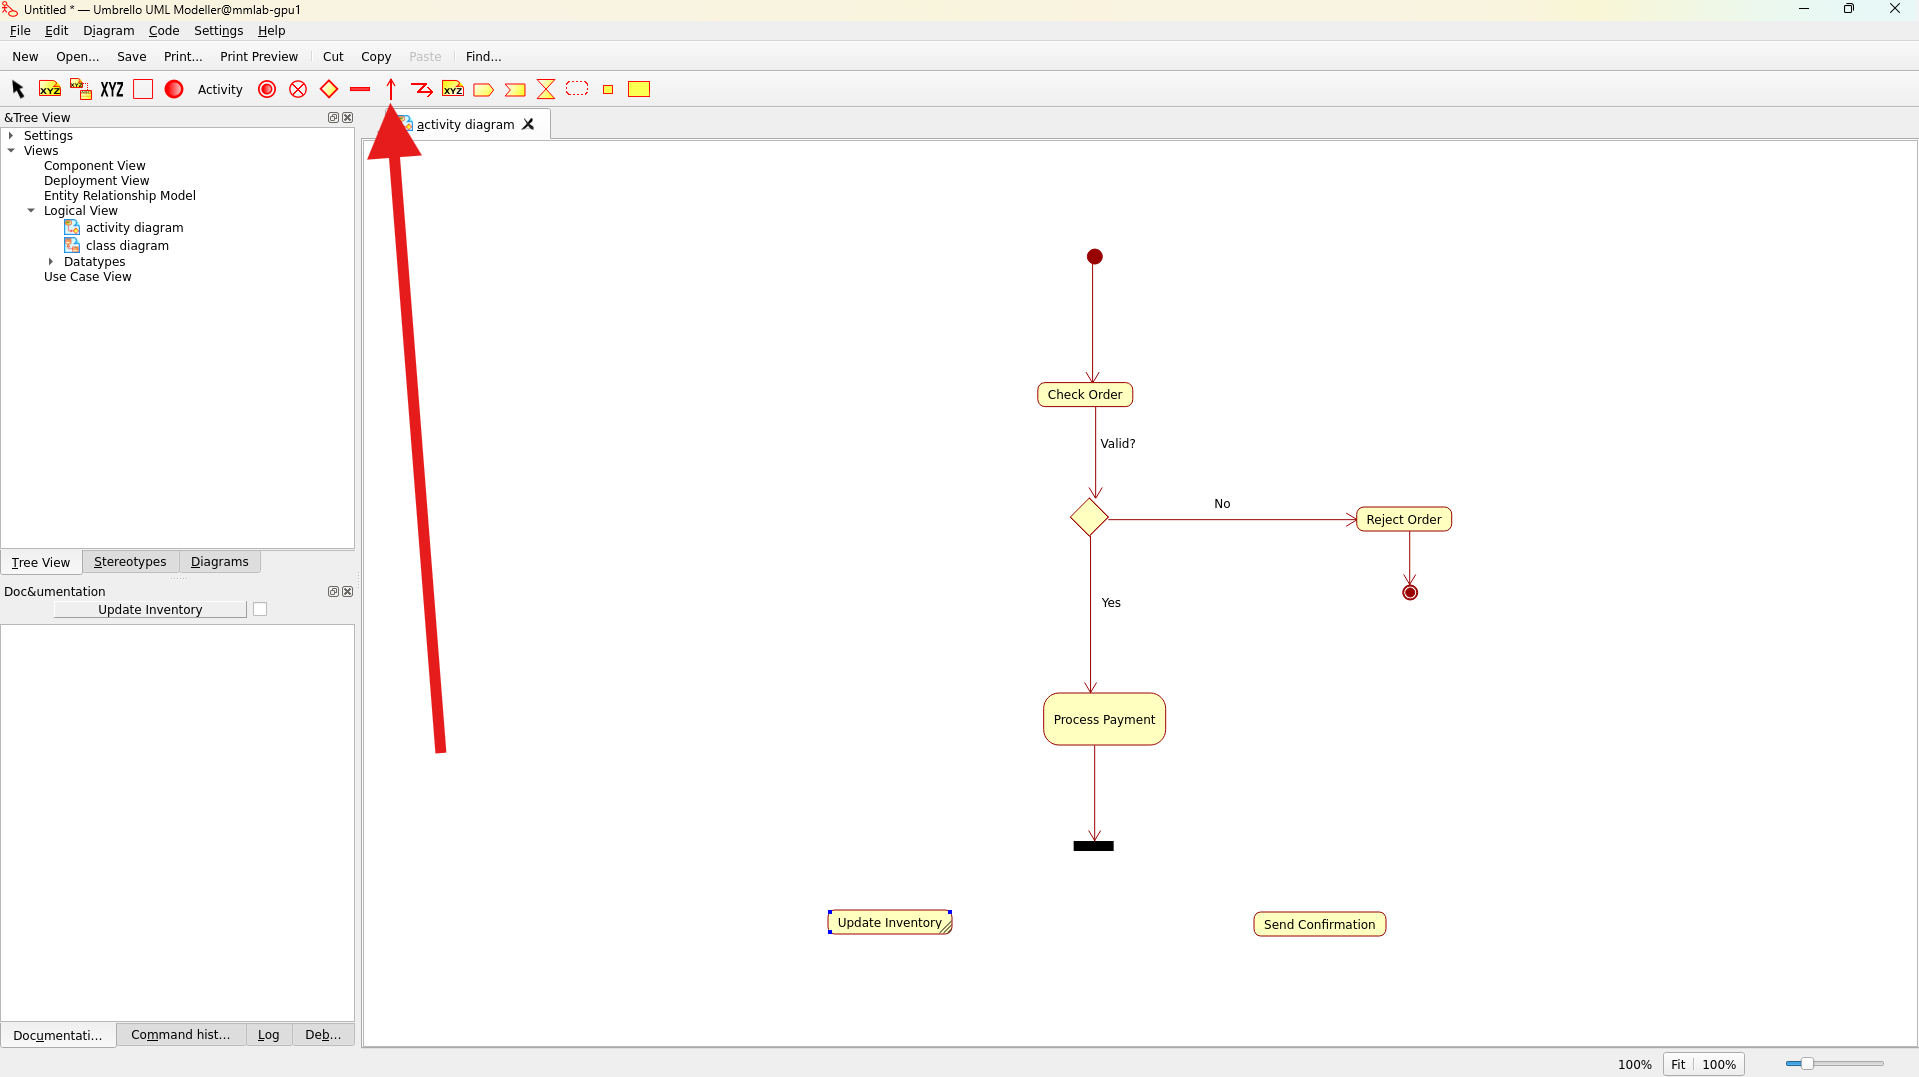 Untitled * — Umbrello UML Modeller@mmlab-gpu1
File Edit Diagram Code Settings Help
New Open... Save Print... Print Preview Cut Copy Paste Find...
XYZ XYZ XYZ Activity XYZ
&Tree View
activity diagram
Settings
Views
Component View
Deployment View
Entity Relationship Model
Logical View
activity diagram
class diagram
Datatypes
Use Case View
Tree View Stereotypes Diagrams
Doc&umentation
Update Inventory
Check Order
Valid?
No
Reject Order
Yes
Process Payment
Update Inventory
Send Confirmation
Documentati... Command hist... Log Deb...
100% Fit 100%